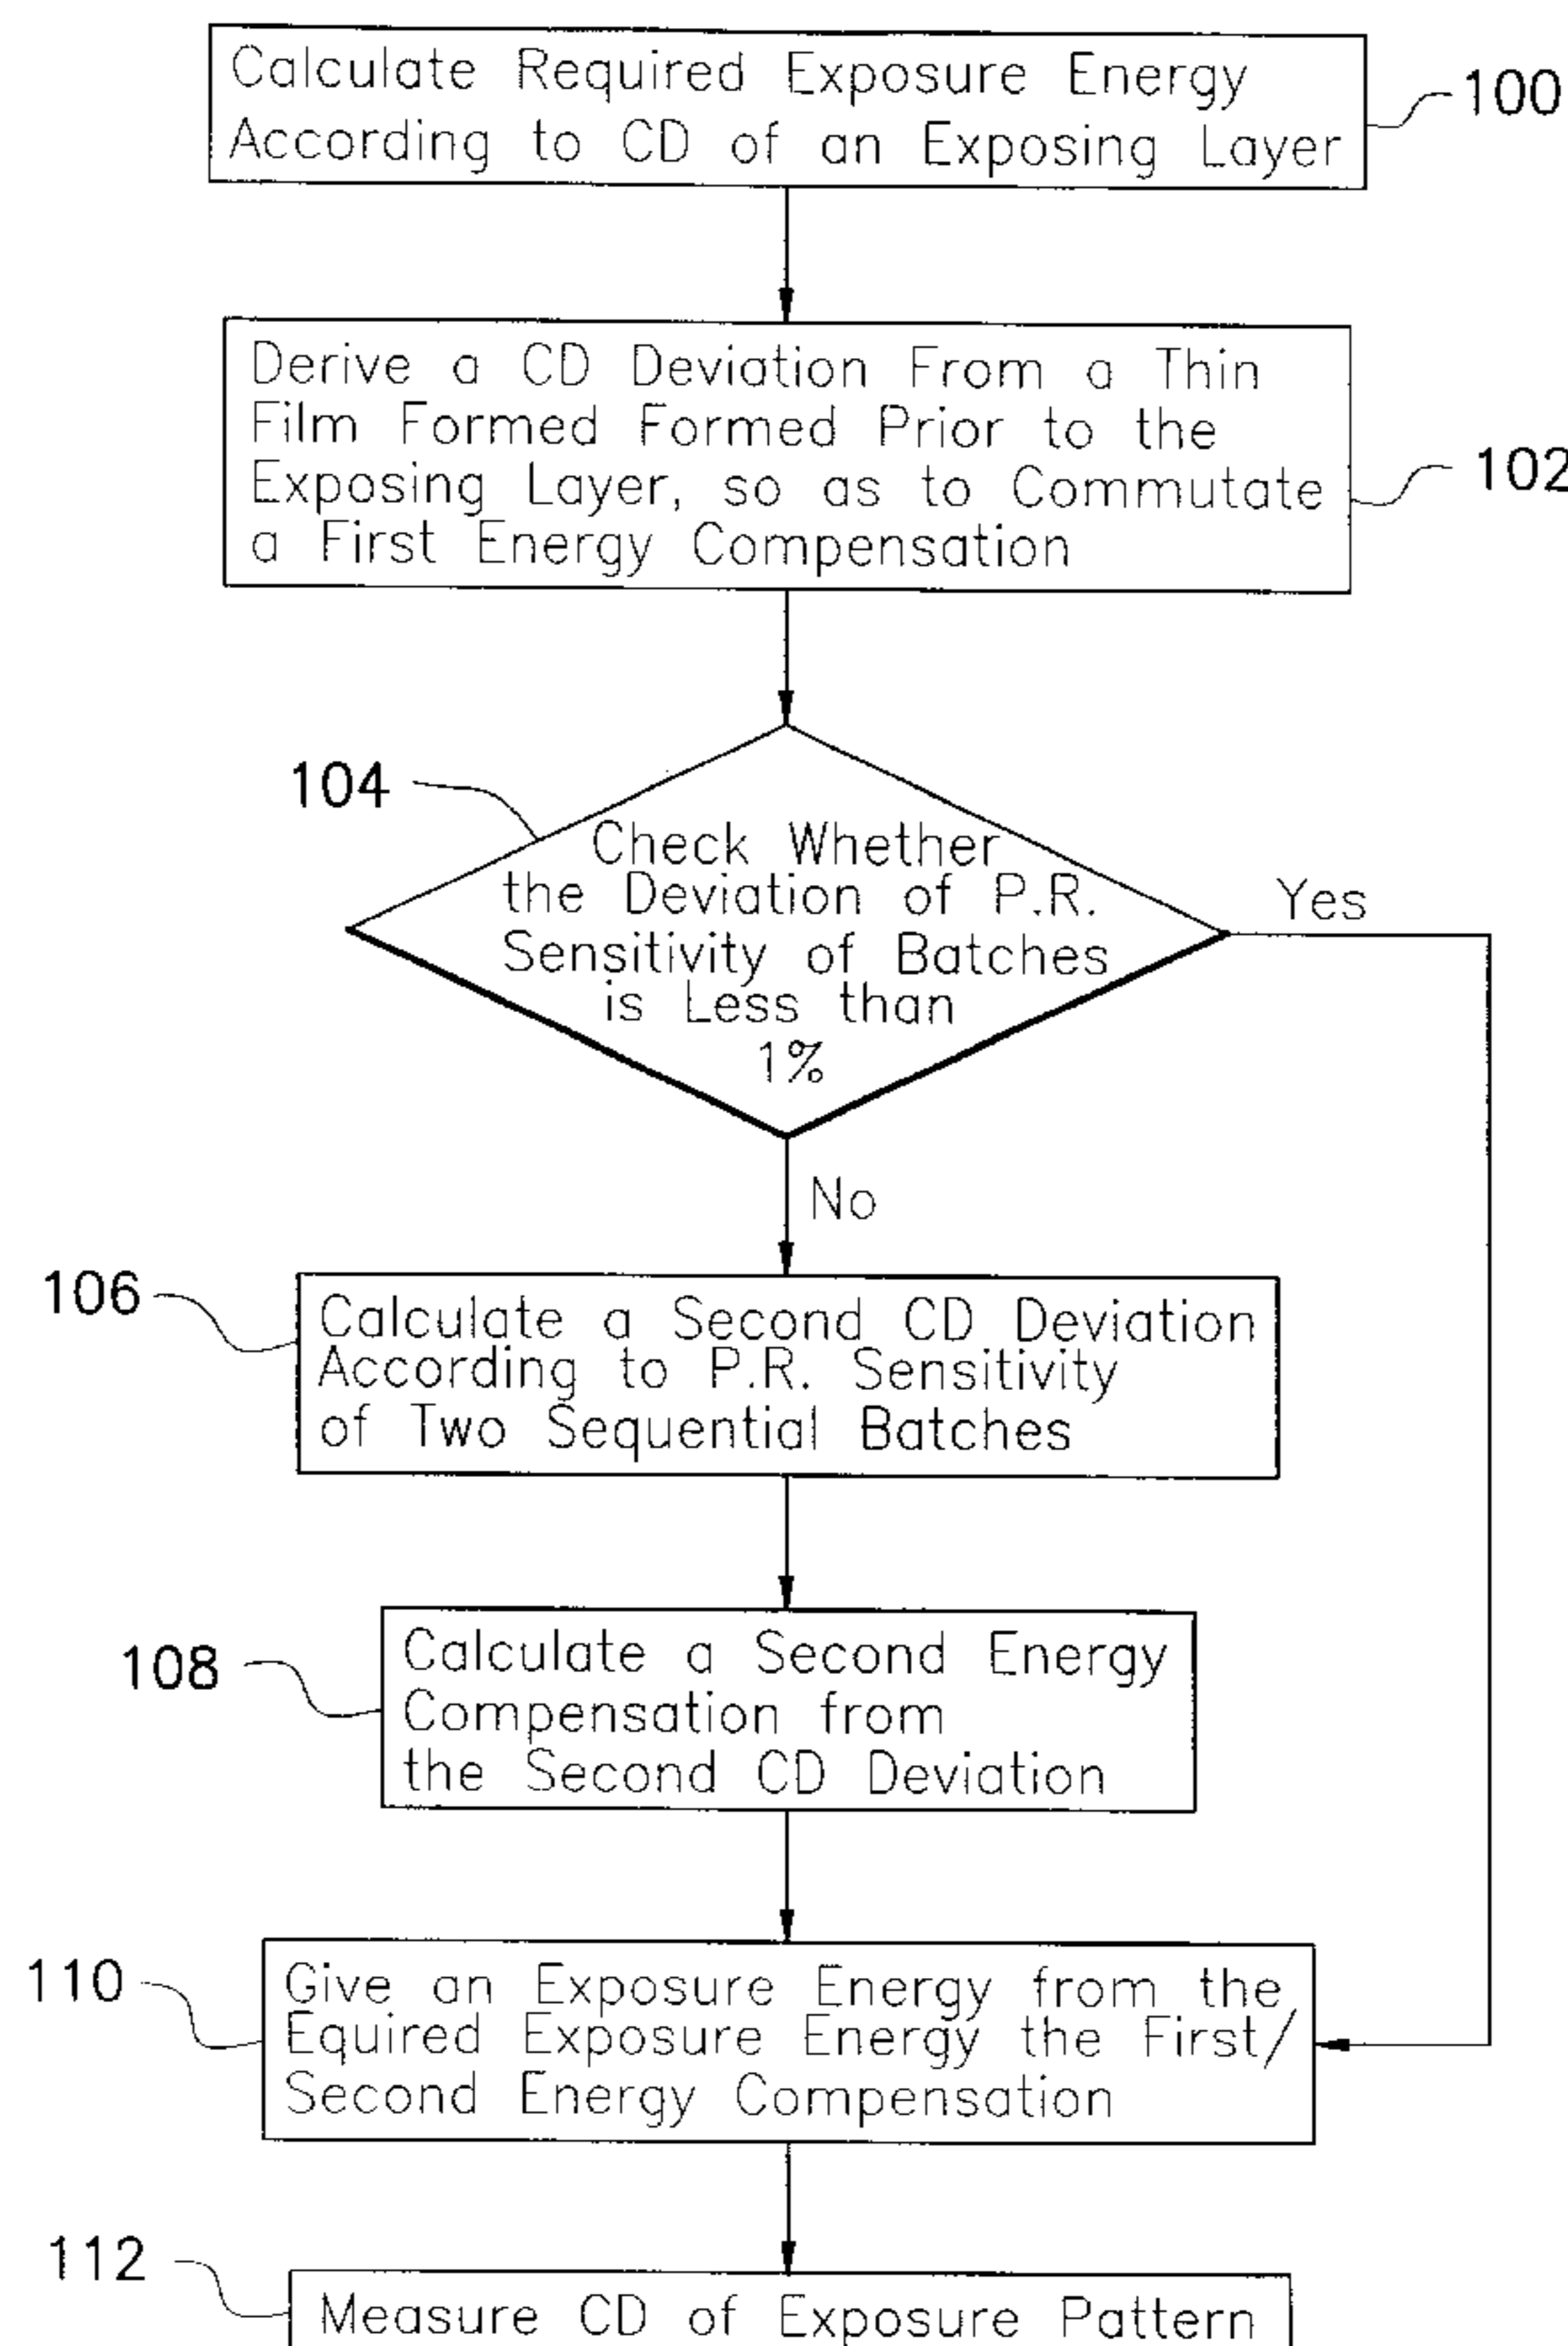 Calculate Required Exposure Energy
According to CD of an Exposing Layer
100
Derive a CD Deviation From a Thin
Film Formed Formed Prior to the
Exposing Layer, so as to Commutate
a First Energy Compensation
102
104
Check Whether
the Deviation of P.R.
Sensitivity of Batches
is Less than
1%
Yes
No
106
Calculate a Second CD Deviation
According to P.R. Sensitivity
of Two Sequential Batches
108
Calculate a Second Energy
Compensation from
the Second CD Deviation
110
Give an Exposure Energy from the
Equired Exposure Energy the First/
Second Energy Compensation
112
Measure CD of Exposure Pattern